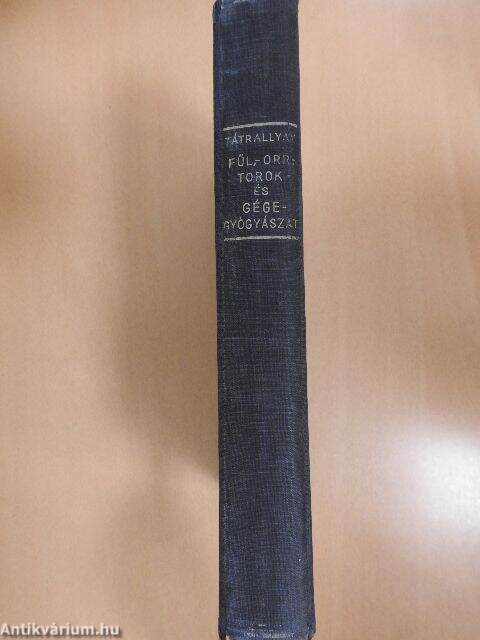 TÁTRALLYAY
FÜL,-ORR,-
TOROK-
ÉS
GÉGE-
GYÓGYÁSZAT
Antikvárium.hu